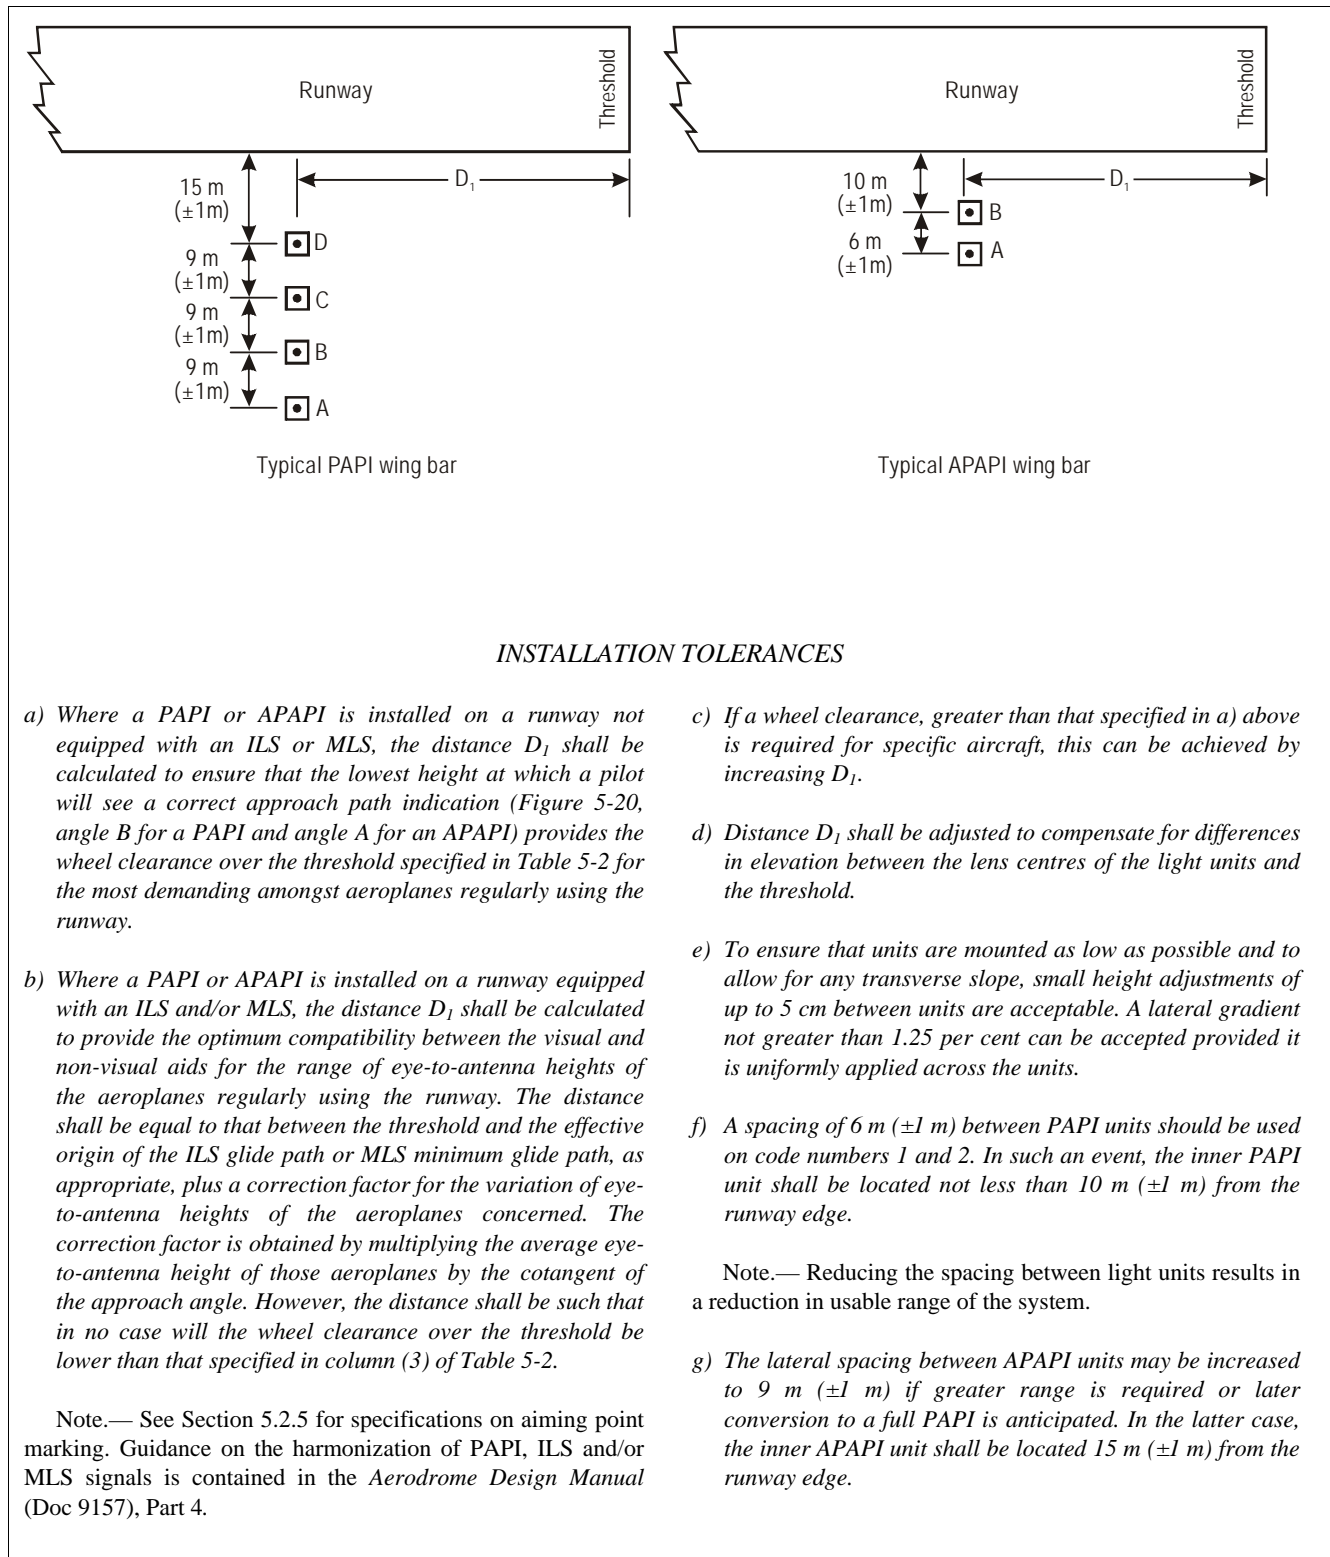 Runway
Threshold
15 m
(±1m)
D1
D
9 m
(±1m)
C
9 m
(±1m)
B
9 m
(±1m)
A
Typical PAPI wing bar
Runway
Threshold
10 m
(±1m)
D1
B
6 m
(±1m)
A
Typical APAPI wing bar
INSTALLATION TOLERANCES
a) Where a PAPI or APAPI is installed on a runway not
equipped with an ILS or MLS, the distance D1 shall be
calculated to ensure that the lowest height at which a pilot
will see a correct approach path indication (Figure 5-20,
angle B for a PAPI and angle A for an APAPI) provides the
wheel clearance over the threshold specified in Table 5-2 for
the most demanding amongst aeroplanes regularly using the
runway.
b) Where a PAPI or APAPI is installed on a runway equipped
with an ILS and/or MLS, the distance D1 shall be calculated
to provide the optimum compatibility between the visual and
non-visual aids for the range of eye-to-antenna heights of
the aeroplanes regularly using the runway. The distance
shall be equal to that between the threshold and the effective
origin of the ILS glide path or MLS minimum glide path, as
appropriate, plus a correction factor for the variation of eye-
to-antenna heights of the aeroplanes concerned. The
correction factor is obtained by multiplying the average eye-
to-antenna height of those aeroplanes by the cotangent of
the approach angle. However, the distance shall be such that
in no case will the wheel clearance over the threshold be
lower than that specified in column (3) of Table 5-2.
Note.— See Section 5.2.5 for specifications on aiming point
marking. Guidance on the harmonization of PAPI, ILS and/or
MLS signals is contained in the Aerodrome Design Manual
(Doc 9157), Part 4.
c) If a wheel clearance, greater than that specified in a) above
is required for specific aircraft, this can be achieved by
increasing D1.
d) Distance D1 shall be adjusted to compensate for differences
in elevation between the lens centres of the light units and
the threshold.
e) To ensure that units are mounted as low as possible and to
allow for any transverse slope, small height adjustments of
up to 5 cm between units are acceptable. A lateral gradient
not greater than 1.25 per cent can be accepted provided it
is uniformly applied across the units.
f) A spacing of 6 m (±1 m) between PAPI units should be used
on code numbers 1 and 2. In such an event, the inner PAPI
unit shall be located not less than 10 m (±1 m) from the
runway edge.
Note.— Reducing the spacing between light units results in
a reduction in usable range of the system.
g) The lateral spacing between APAPI units may be increased
to 9 m (±1 m) if greater range is required or later
conversion to a full PAPI is anticipated. In the latter case,
the inner APAPI unit shall be located 15 m (±1 m) from the
runway edge.